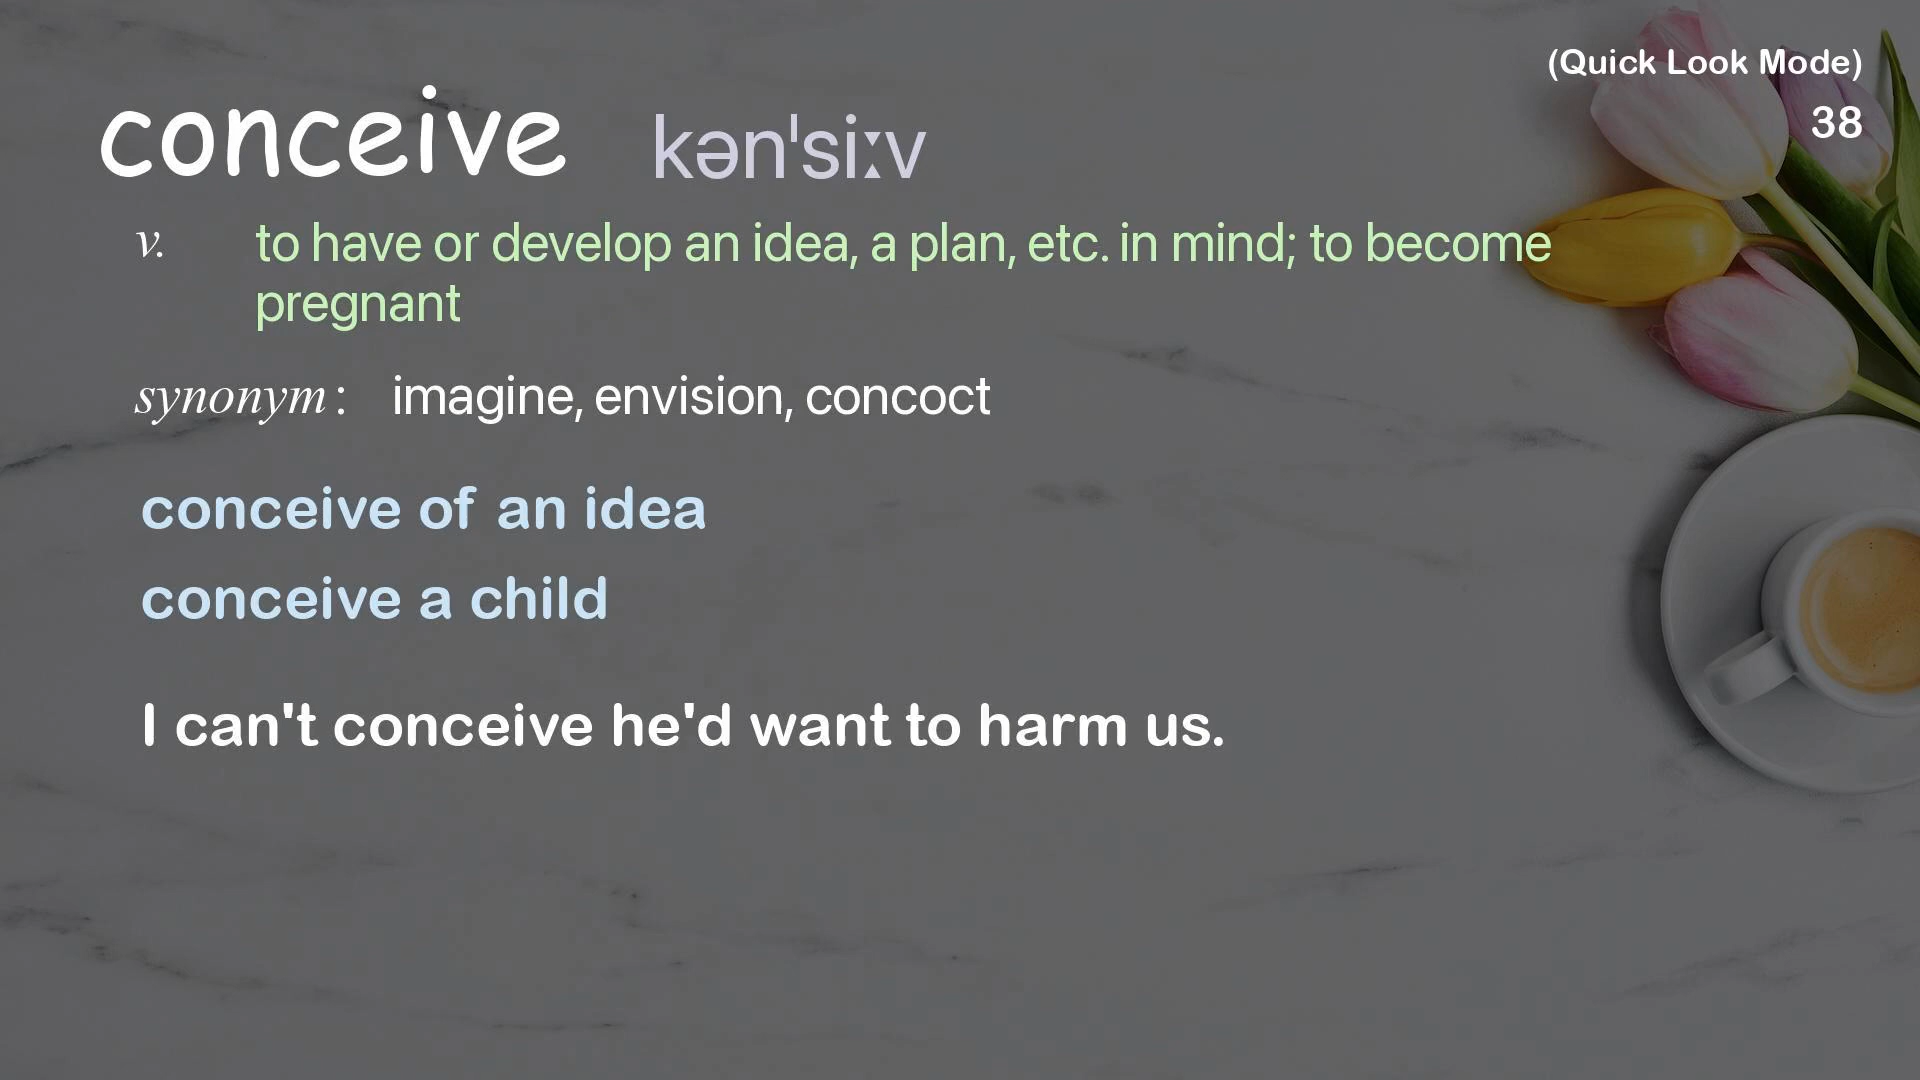 (Quick Look Mode)
38
conceive kən'siːv
v. to have or develop an idea, a plan, etc. in mind; to become
pregnant
synonym : imagine, envision, concoct
conceive of an idea
conceive a child
I can't conceive he'd want to harm us.